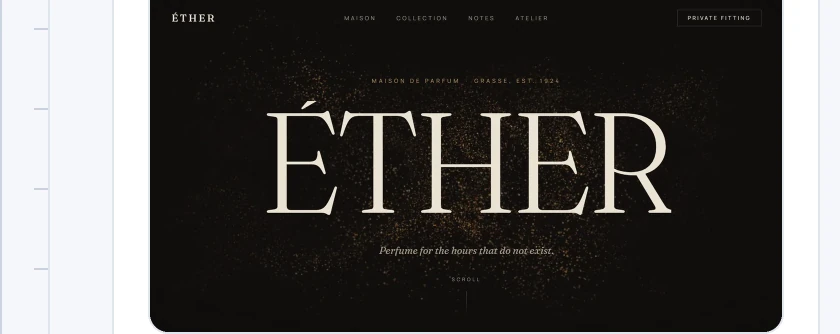 ÉTHER
MAISON COLLECTION NOTES ATELIER
PRIVATE FITTING
MAISON DE PARFUM · GRASSE, EST. 1924
ÉTHER
Perfume for the hours that do not exist.
SCROLL